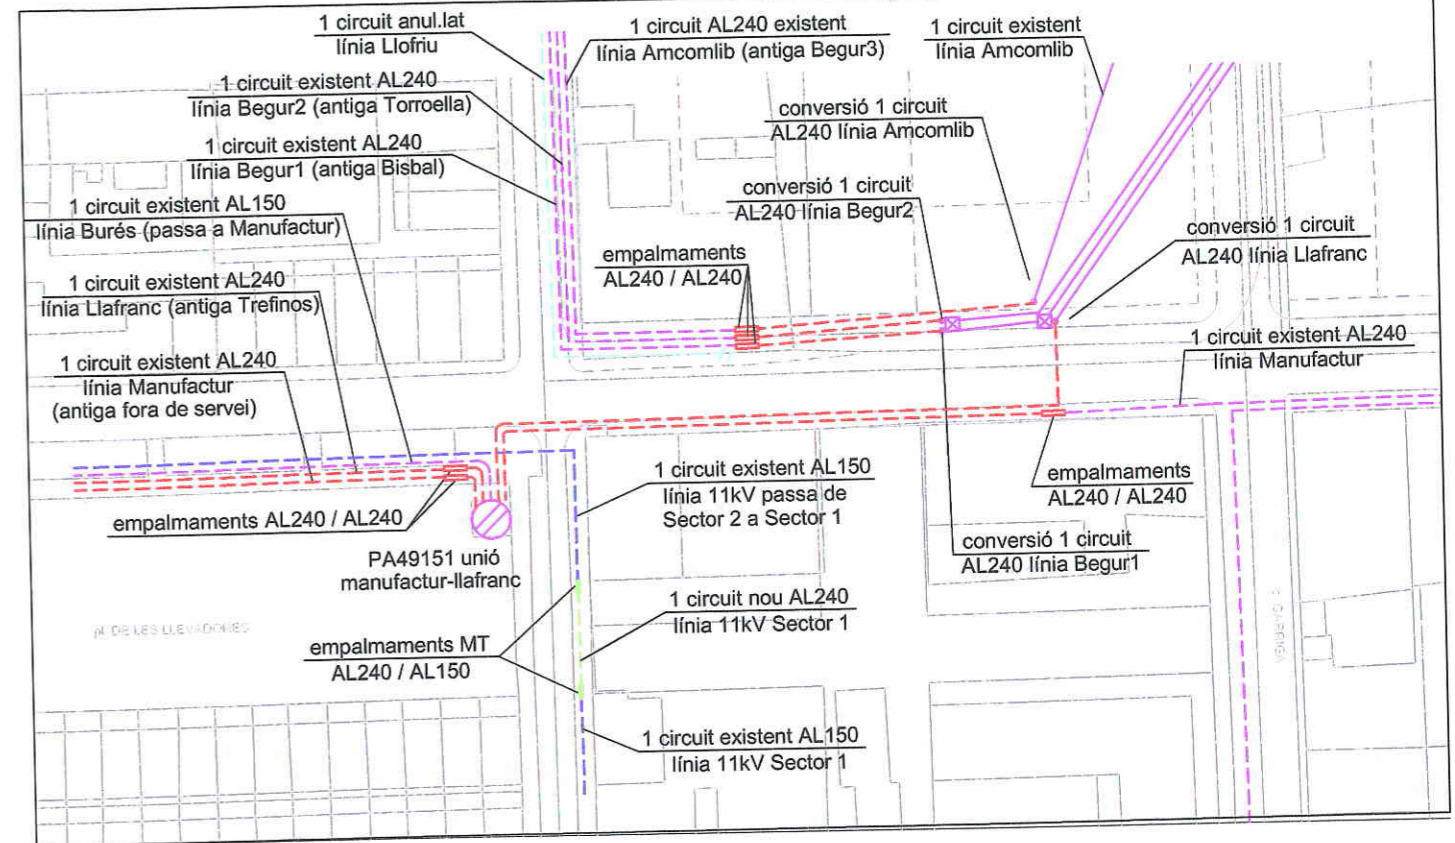 1 circuit anul.lat
línia Llofriu
1 circuit AL240 existent
línia Amcomlib (antiga Begur3)
1 circuit existent
línia Amcomlib
1 circuit existent AL240
línia Begur2 (antiga Torroella)
conversió 1 circuit
AL240 línia Amcomlib
1 circuit existent AL240
línia Begur1 (antiga Bisbal)
conversió 1 circuit
AL240 línia Begur2
1 circuit existent AL150
línia Burés (passa a Manufactur)
conversió 1 circuit
AL240 línia Llafranc
empalmaments
AL240 / AL240
1 circuit existent AL240
línia Llafranc (antiga Trefinos)
1 circuit existent AL240
línia Manufactur
1 circuit existent AL240
línia Manufactur
(antiga fora de servei)
1 circuit existent AL150
línia 11kV passa de
Sector 2 a Sector 1
empalmaments
AL240 / AL240
empalmaments AL240 / AL240
conversió 1 circuit
AL240 línia Begur1
PA49151 unió
manufactur-llafranc
1 circuit nou AL240
línia 11kV Sector 1
DE LES LLEVADORES
GARRIGA
empalmaments MT
AL240 / AL150
1 circuit existent AL150
línia 11kV Sector 1